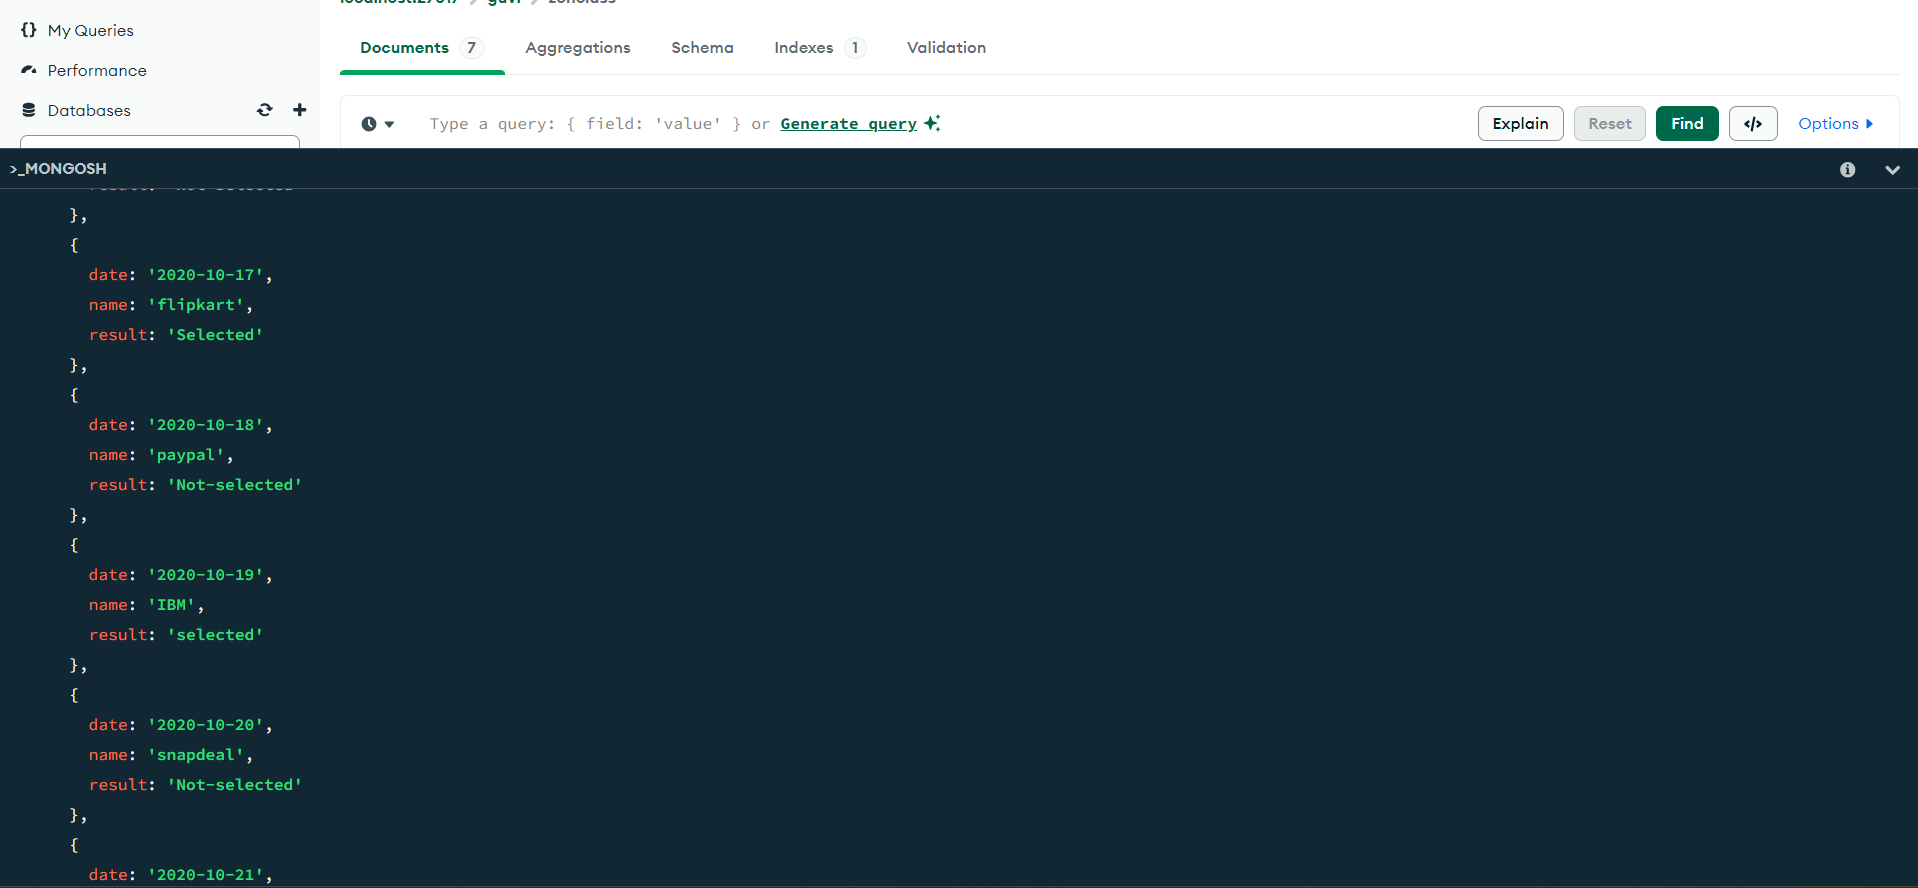 My Queries
Performance
Databases
Documents 7 Aggregations Schema Indexes 1 Validation
Type a query: { field: 'value' } or Generate query
Explain Reset Find </> Options
>_MONGOSH
},
{
date: '2020-10-17',
name: 'flipkart',
result: 'Selected'
},
{
date: '2020-10-18',
name: 'paypal',
result: 'Not-selected'
},
{
date: '2020-10-19',
name: 'IBM',
result: 'selected'
},
{
date: '2020-10-20',
name: 'snapdeal',
result: 'Not-selected'
},
{
date: '2020-10-21',